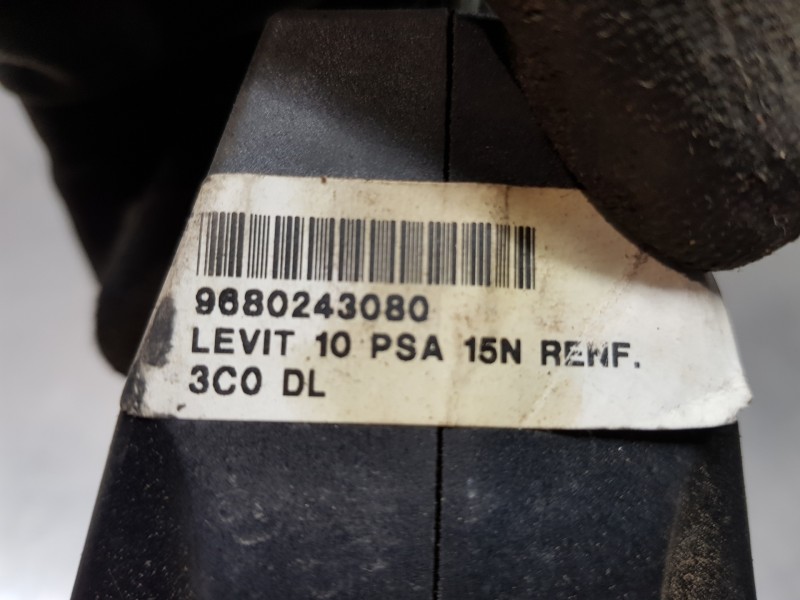 9680243080
LEVIT 10 PSA 15N RENF.
3C0 DL